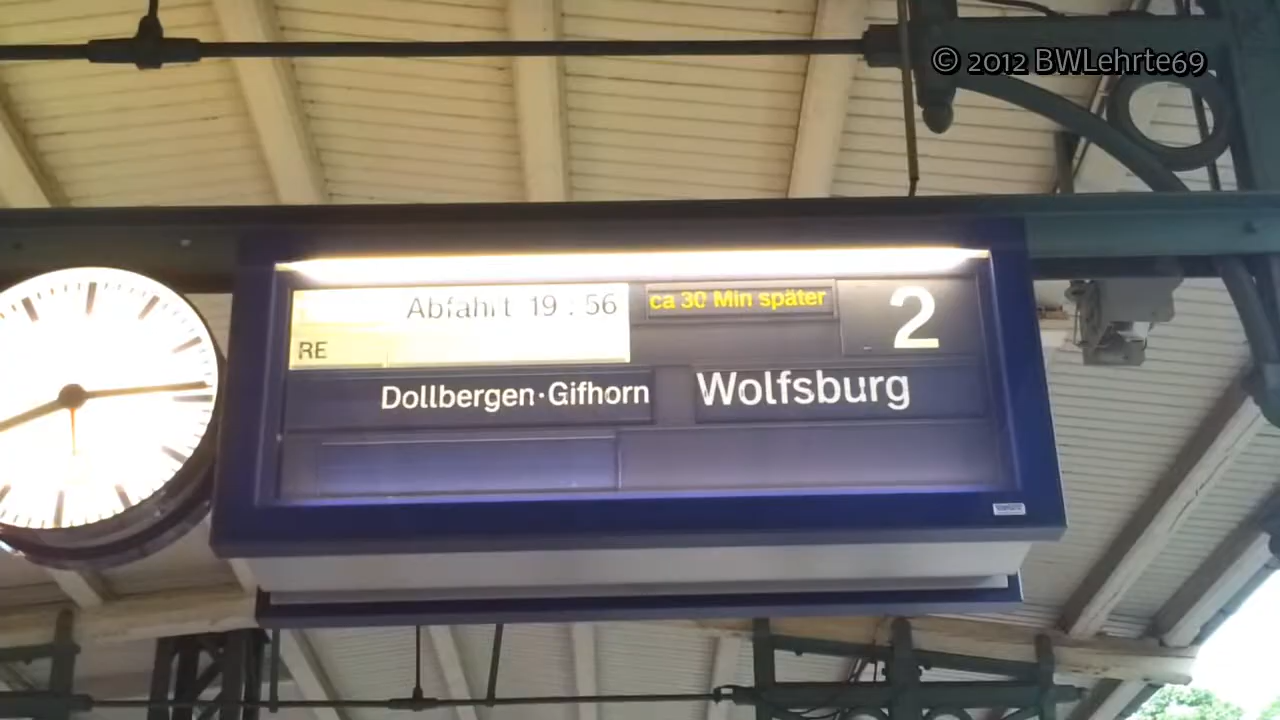 © 2012 BWLehrte69
Abfahrt 19 : 56
ca 30 Min später
2
RE
Dollbergen·Gifhorn
Wolfsburg